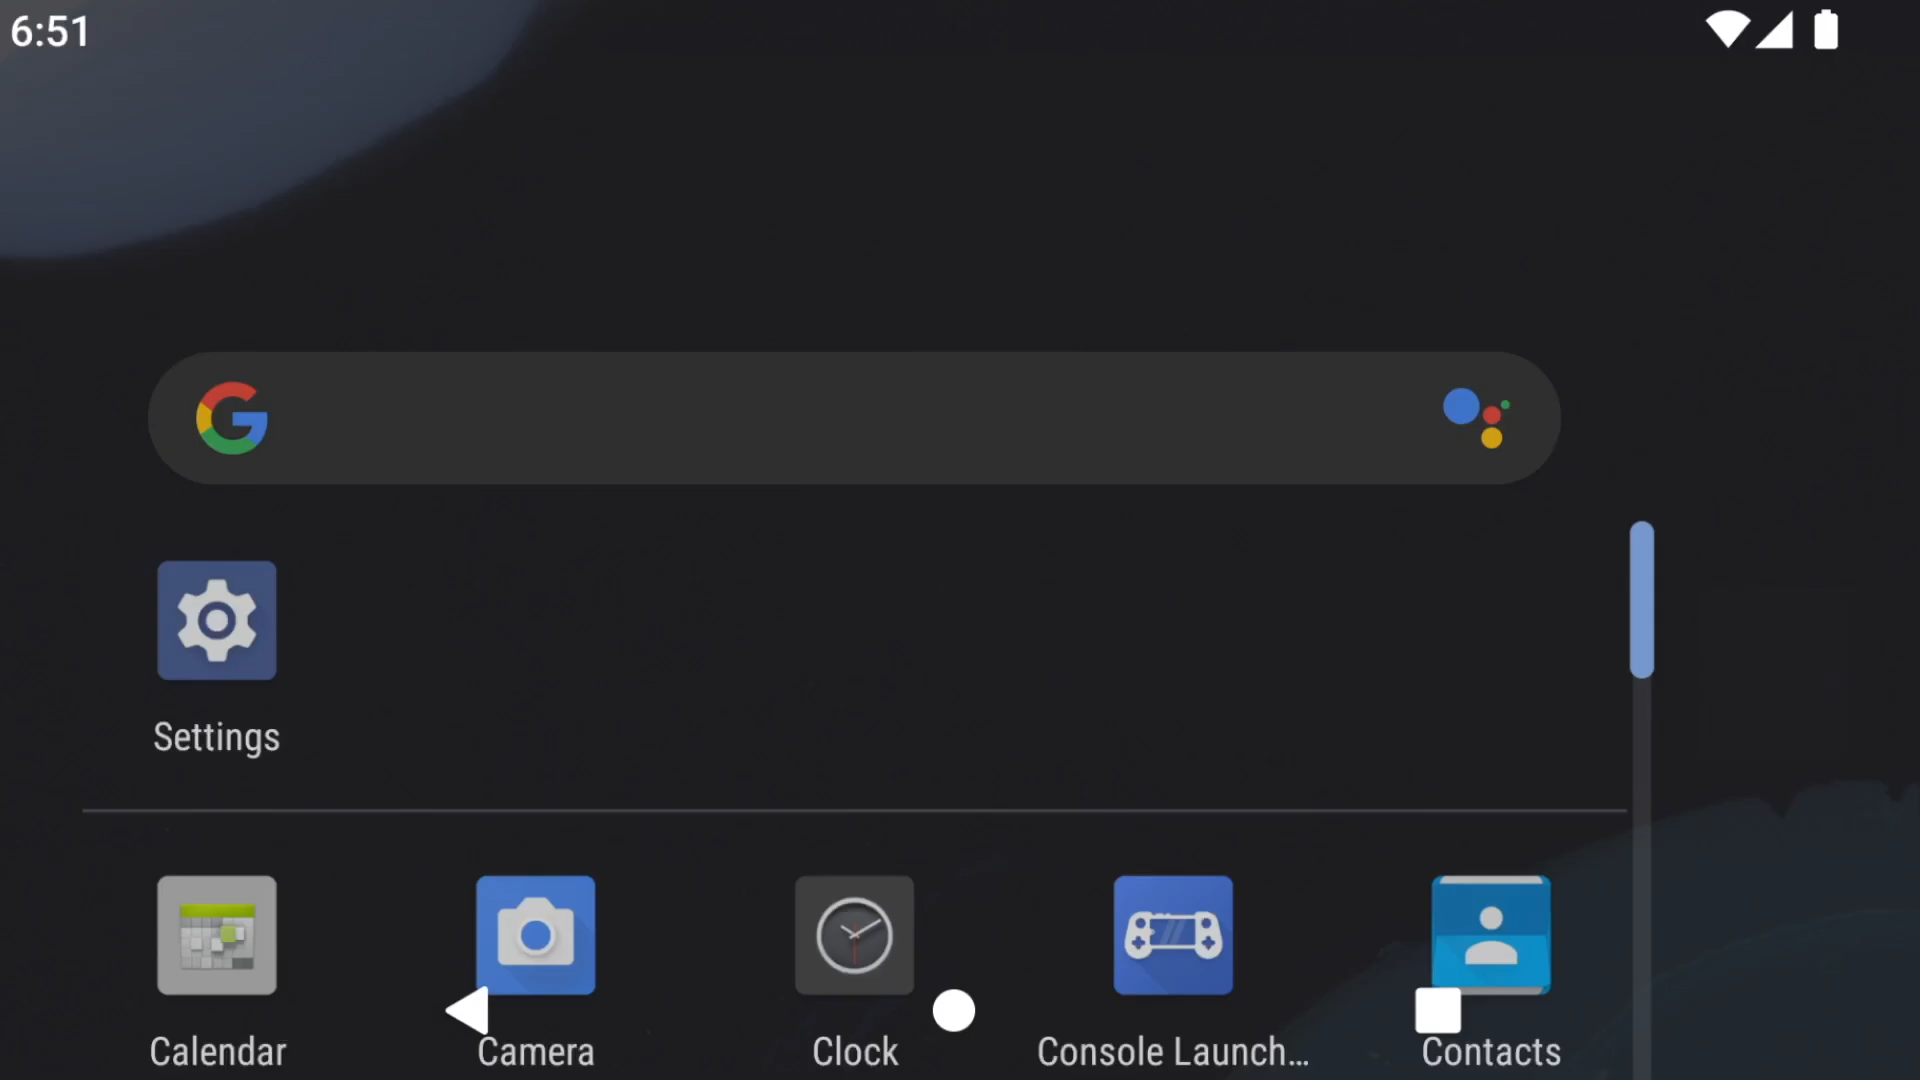 6:51
Settings
Calendar
Camera
Clock
Console Launch...
Contacts